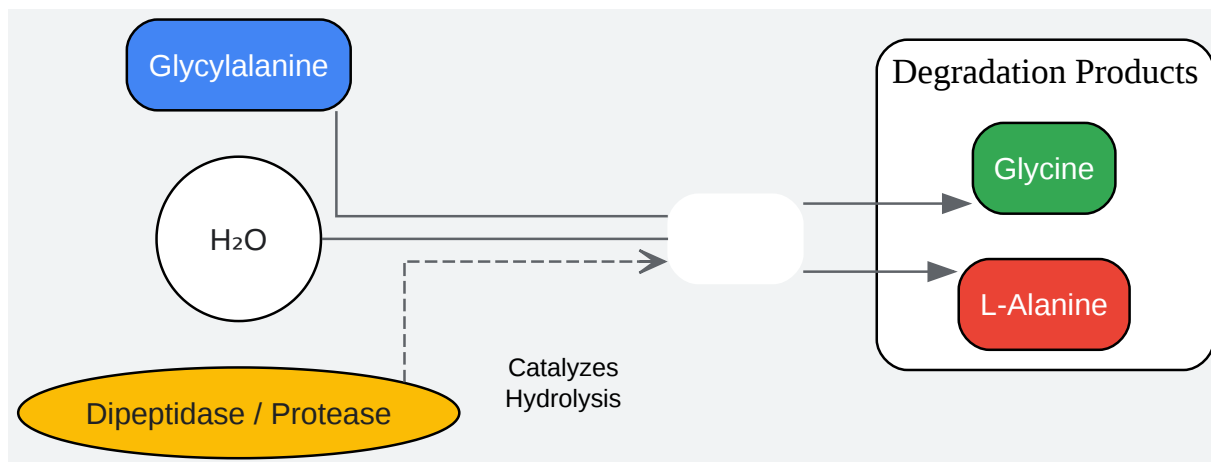 Glycylalanine
H₂O
Dipeptidase / Protease
Catalyzes
Hydrolysis
Degradation Products
Glycine
L-Alanine